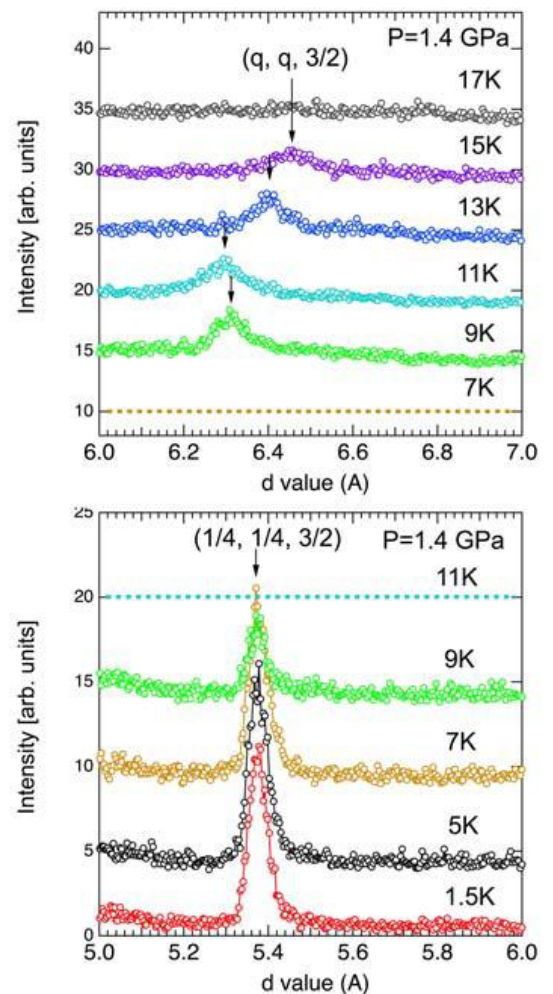 P=1.4 GPa
(q, q, 3/2)
17K
15K
13K
11K
9K
7K
40
35
30
25
20
15
10
Intensity [arb. units]
6.0 6.2 6.4 6.6 6.8 7.0
d value (A)
(1/4, 1/4, 3/2) P=1.4 GPa
11K
9K
7K
5K
1.5K
25
20
15
10
5
0
Intensity [arb. units]
5.0 5.2 5.4 5.6 5.8 6.0
d value (A)